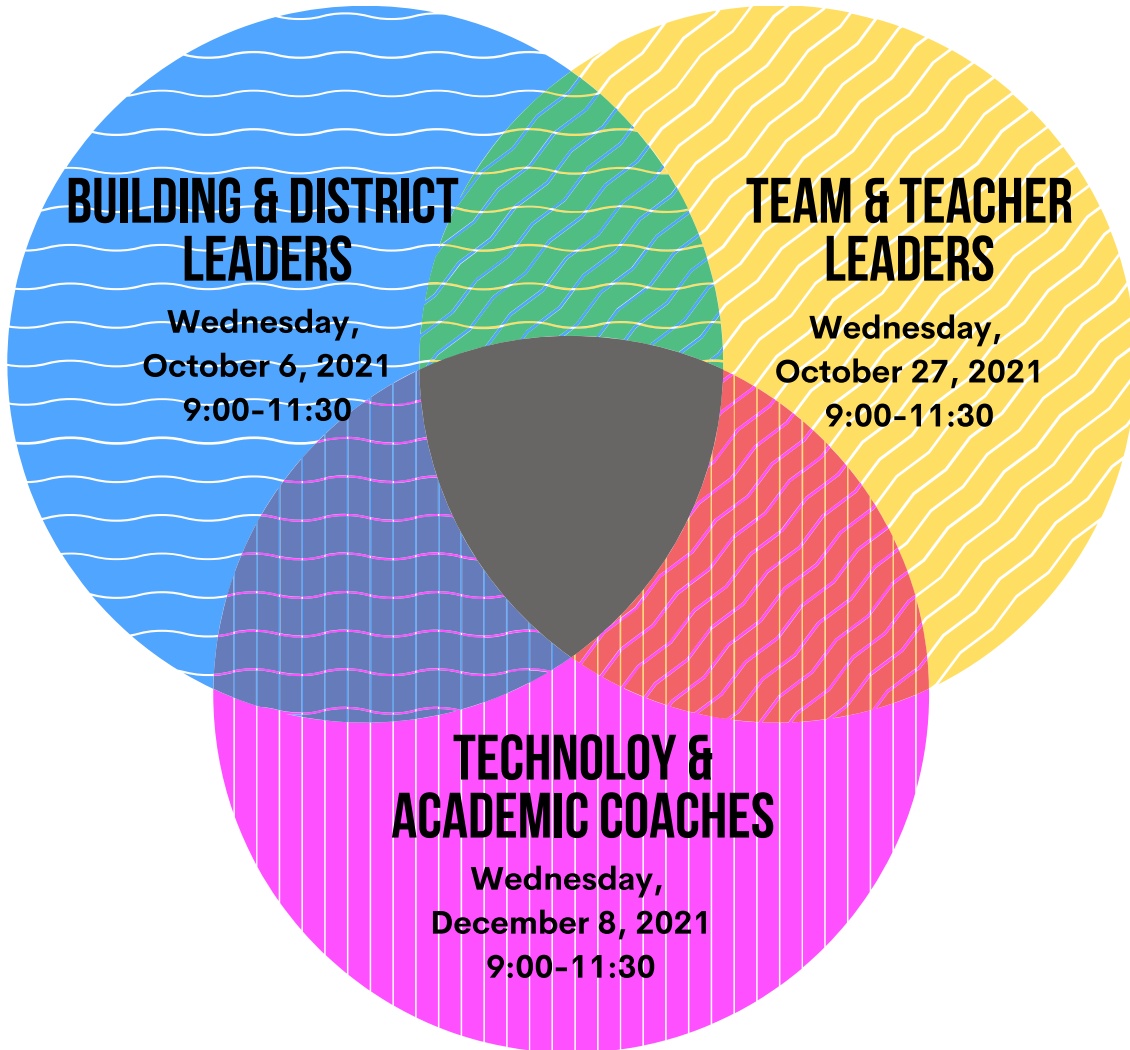 BUILDING & DISTRICT
LEADERS
Wednesday,
October 6, 2021
9:00-11:30
TEAM & TEACHER
LEADERS
Wednesday,
October 27, 2021
9:00-11:30
TECHNOLOY &
ACADEMIC COACHES
Wednesday,
December 8, 2021
9:00-11:30